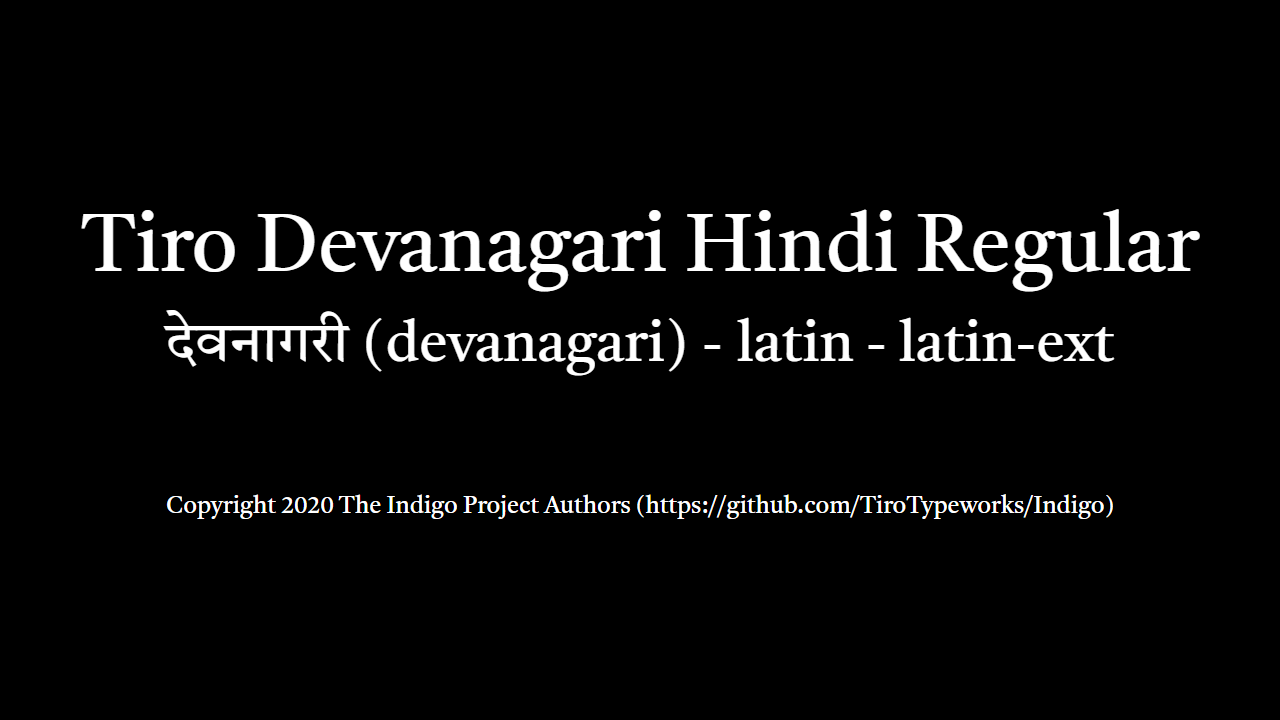 Tiro Devanagari Hindi Regular
देवनागरी (devanagari) - latin - latin-ext
Copyright 2020 The Indigo Project Authors (https://github.com/TiroTypeworks/Indigo)